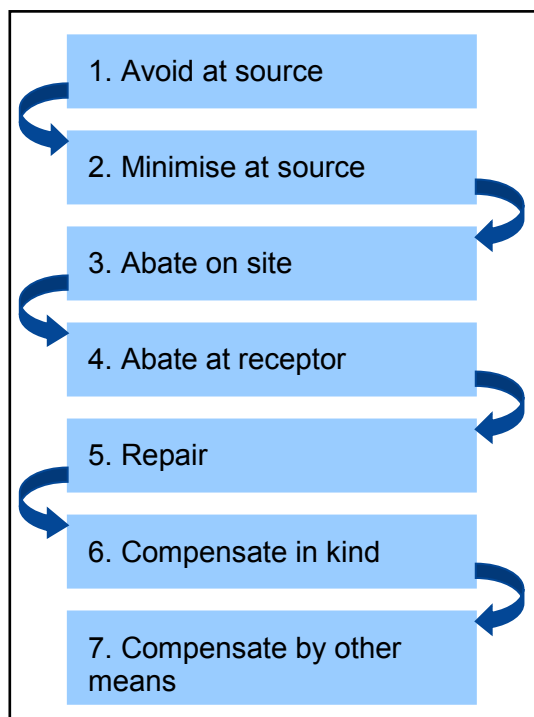 1. Avoid at source
2. Minimise at source
3. Abate on site
4. Abate at receptor
5. Repair
6. Compensate in kind
7. Compensate by other
means